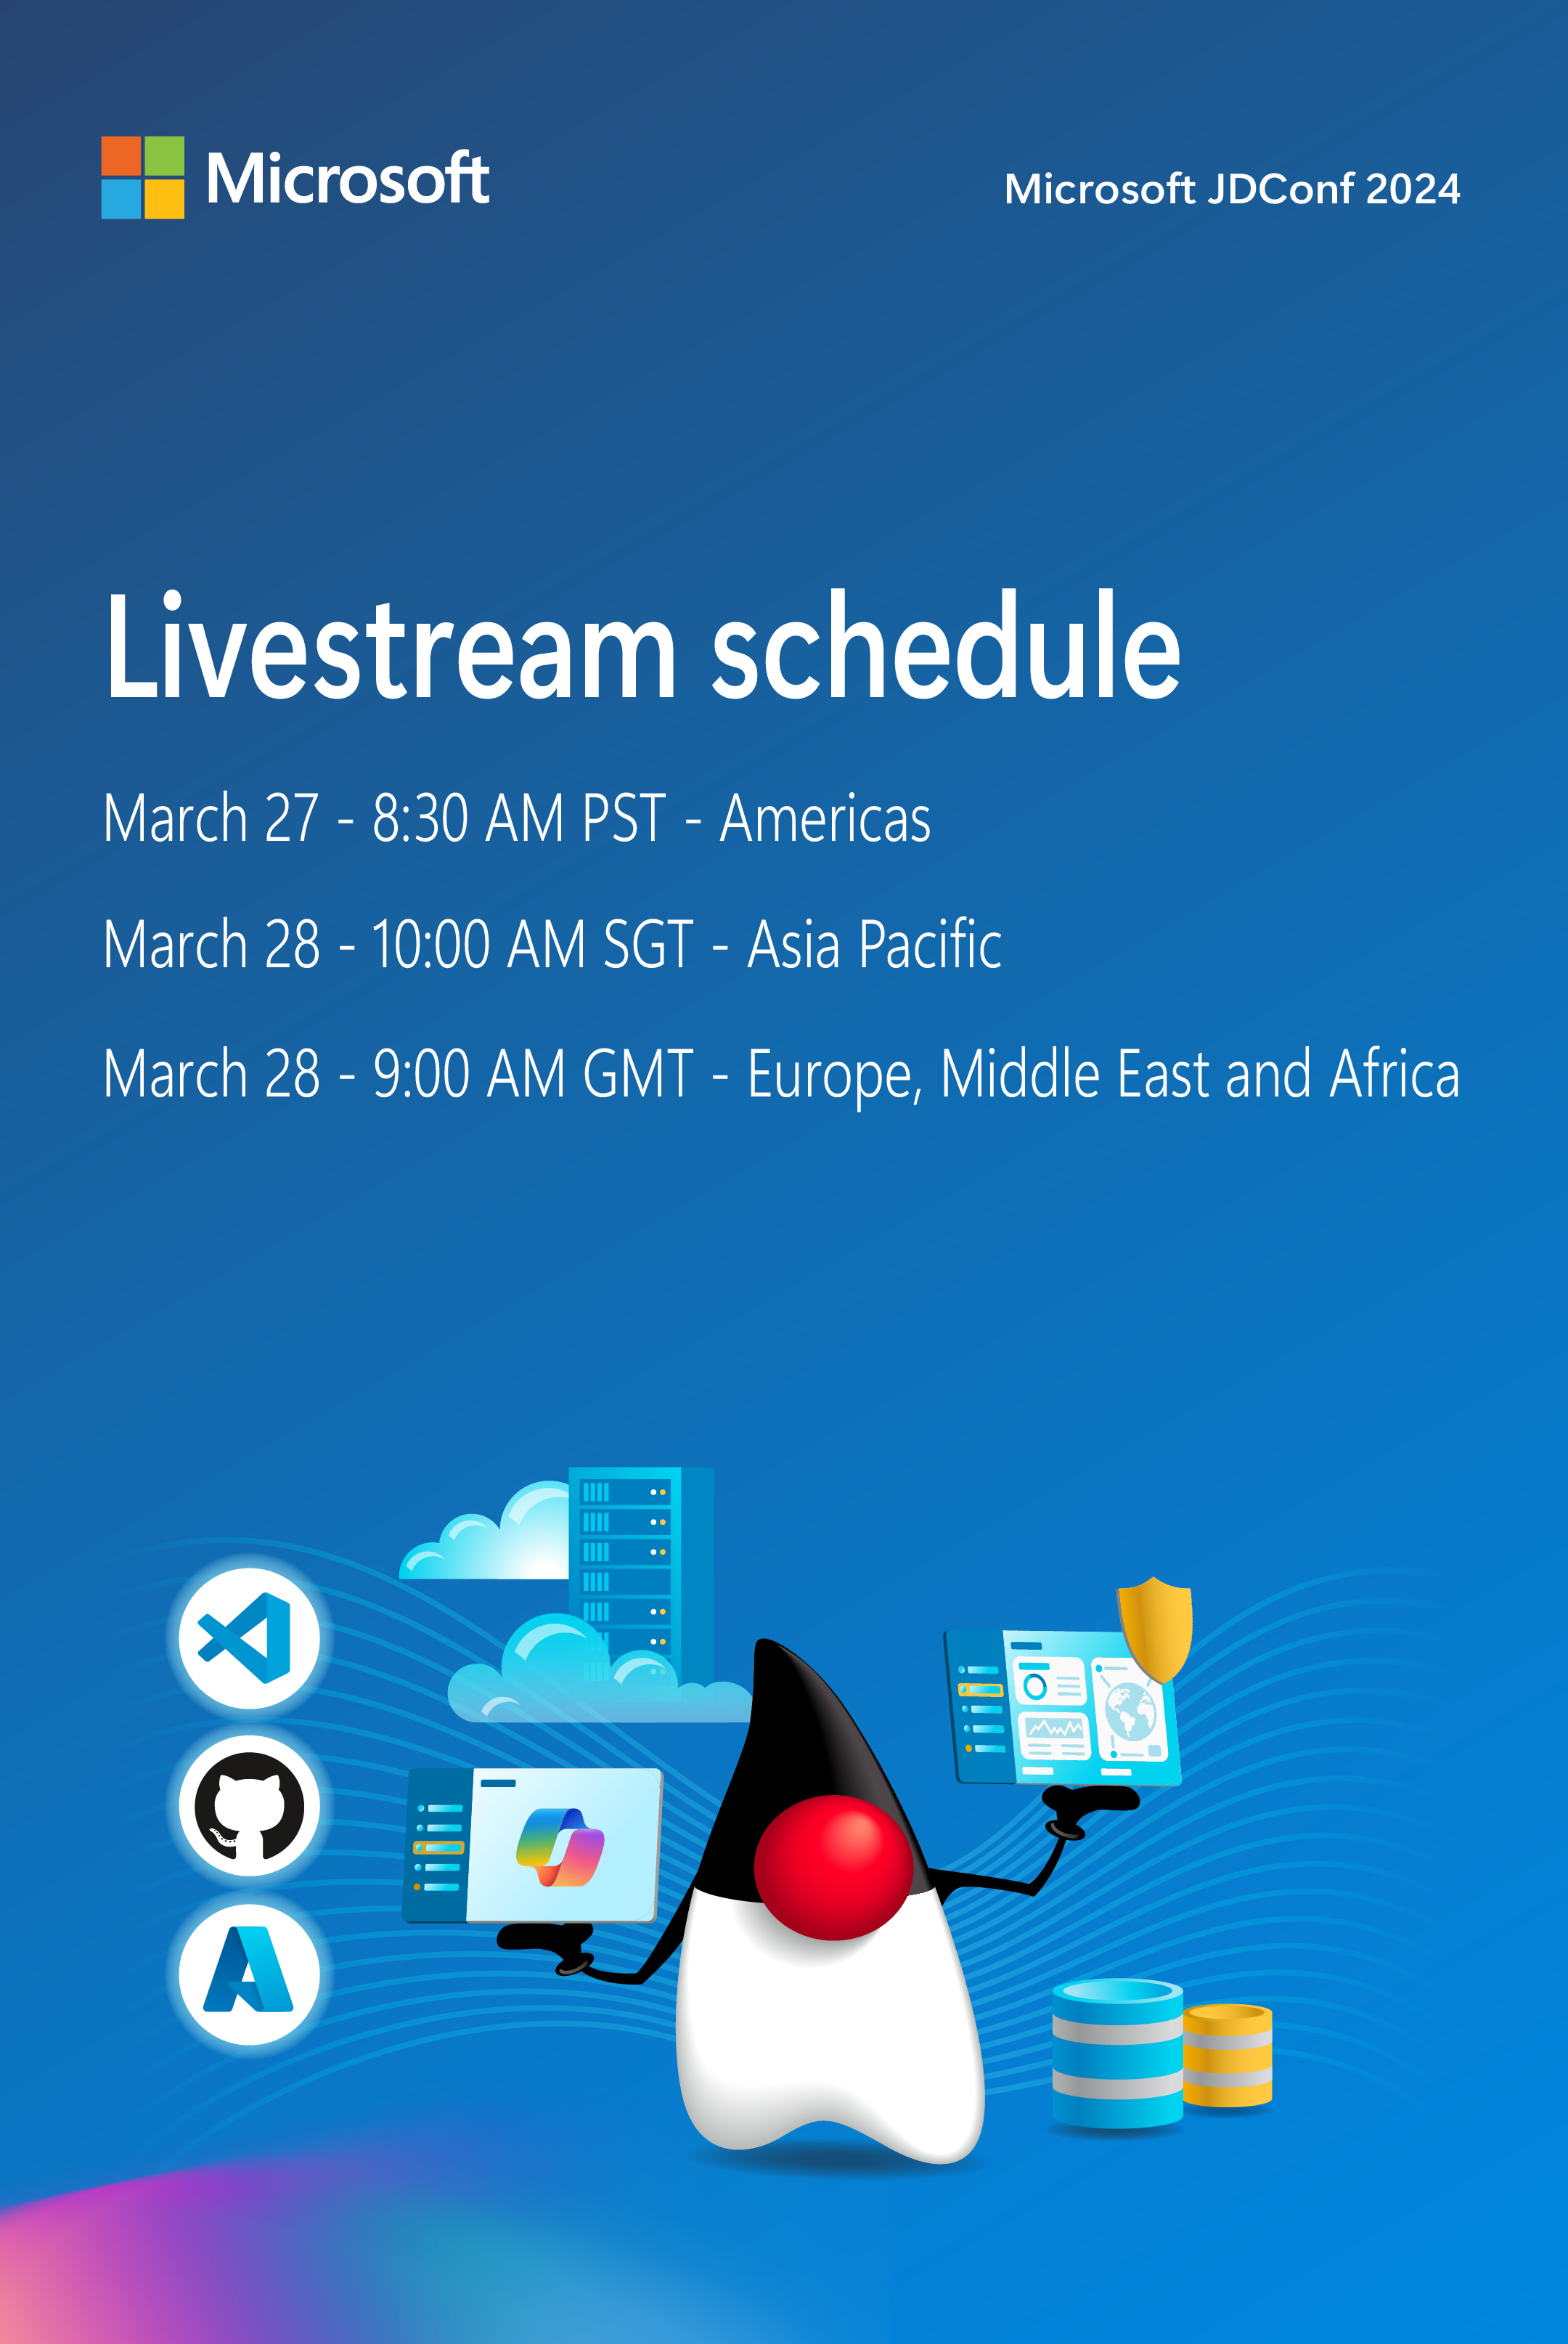 Microsoft
Microsoft JDConf 2024
Livestream schedule
March 27 - 8:30 AM PST - Americas
March 28 - 10:00 AM SGT - Asia Pacific
March 28 - 9:00 AM GMT - Europe, Middle East and Africa